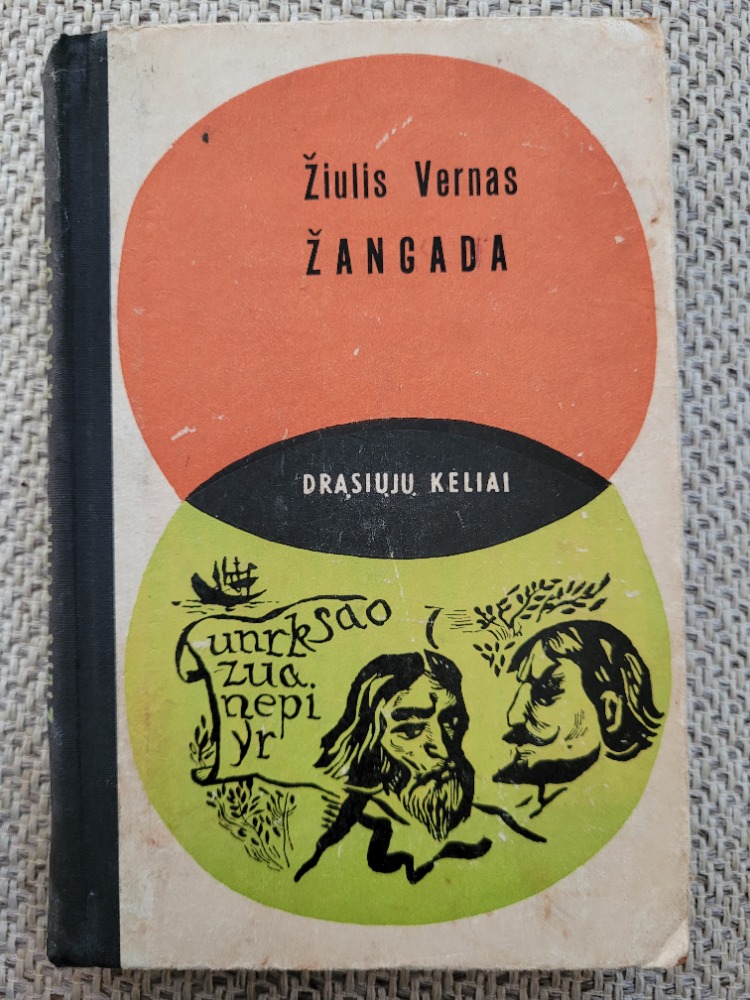 Žiulis Vernas
ŽANGADA
DRĄSIŲJŲ KELIAI
unrksao
zua.
nepi
yr